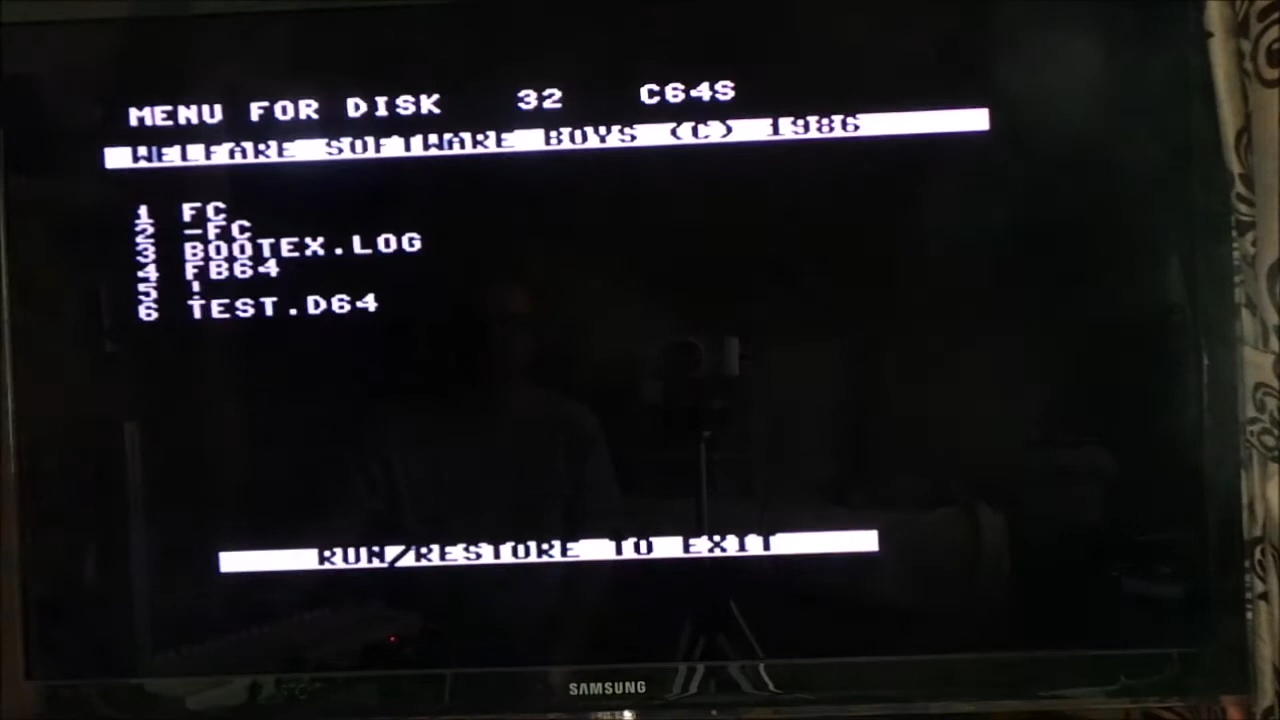 MENU FOR DISK 32 C64S
WELFARE SOFTWARE BOYS (C) 1986
1 FC
2 -FC
3 BOOTEX.LOG
4 FB64
5 !
6 TEST.D64
RUN/RESTORE TO EXIT
SAMSUNG